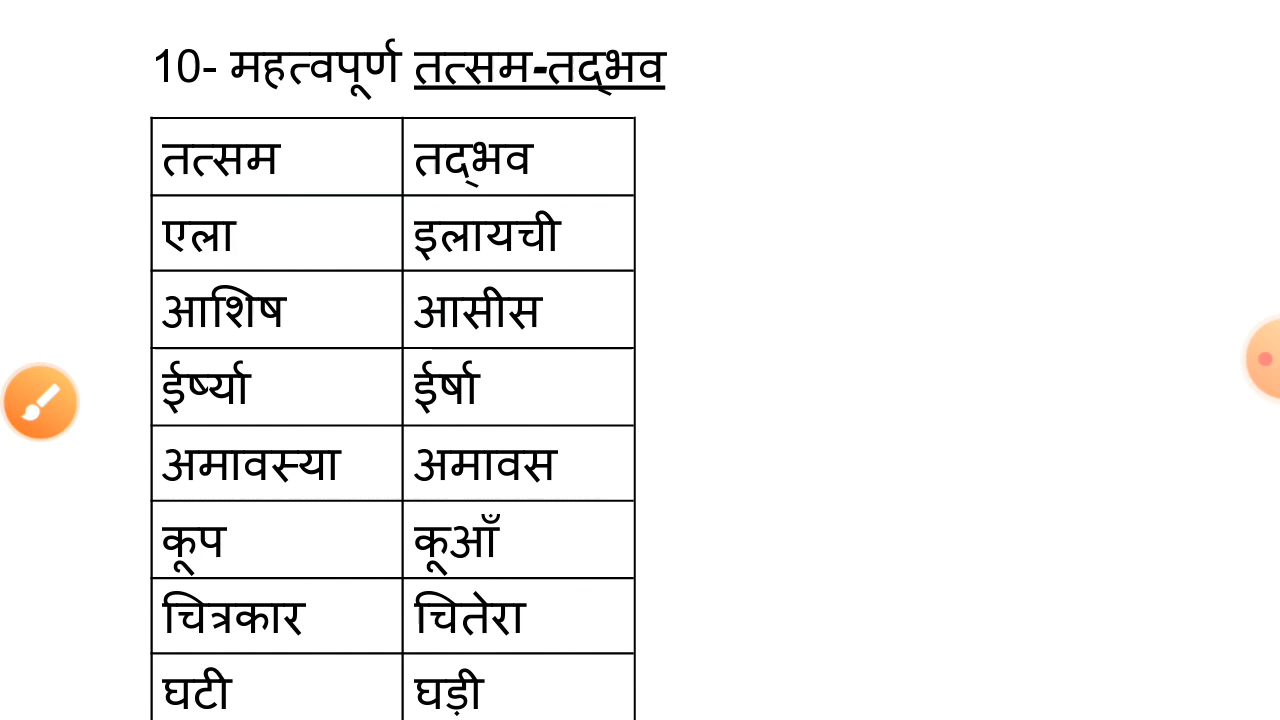 10- महत्वपूर्ण तत्सम-तद्भव
तत्सम तद्भव
एला इलायची
आशिष आसीस
ईर्ष्या ईर्षा
अमावस्या अमावस
कूप कूआँ
चित्रकार चितेरा
घटी घड़ी